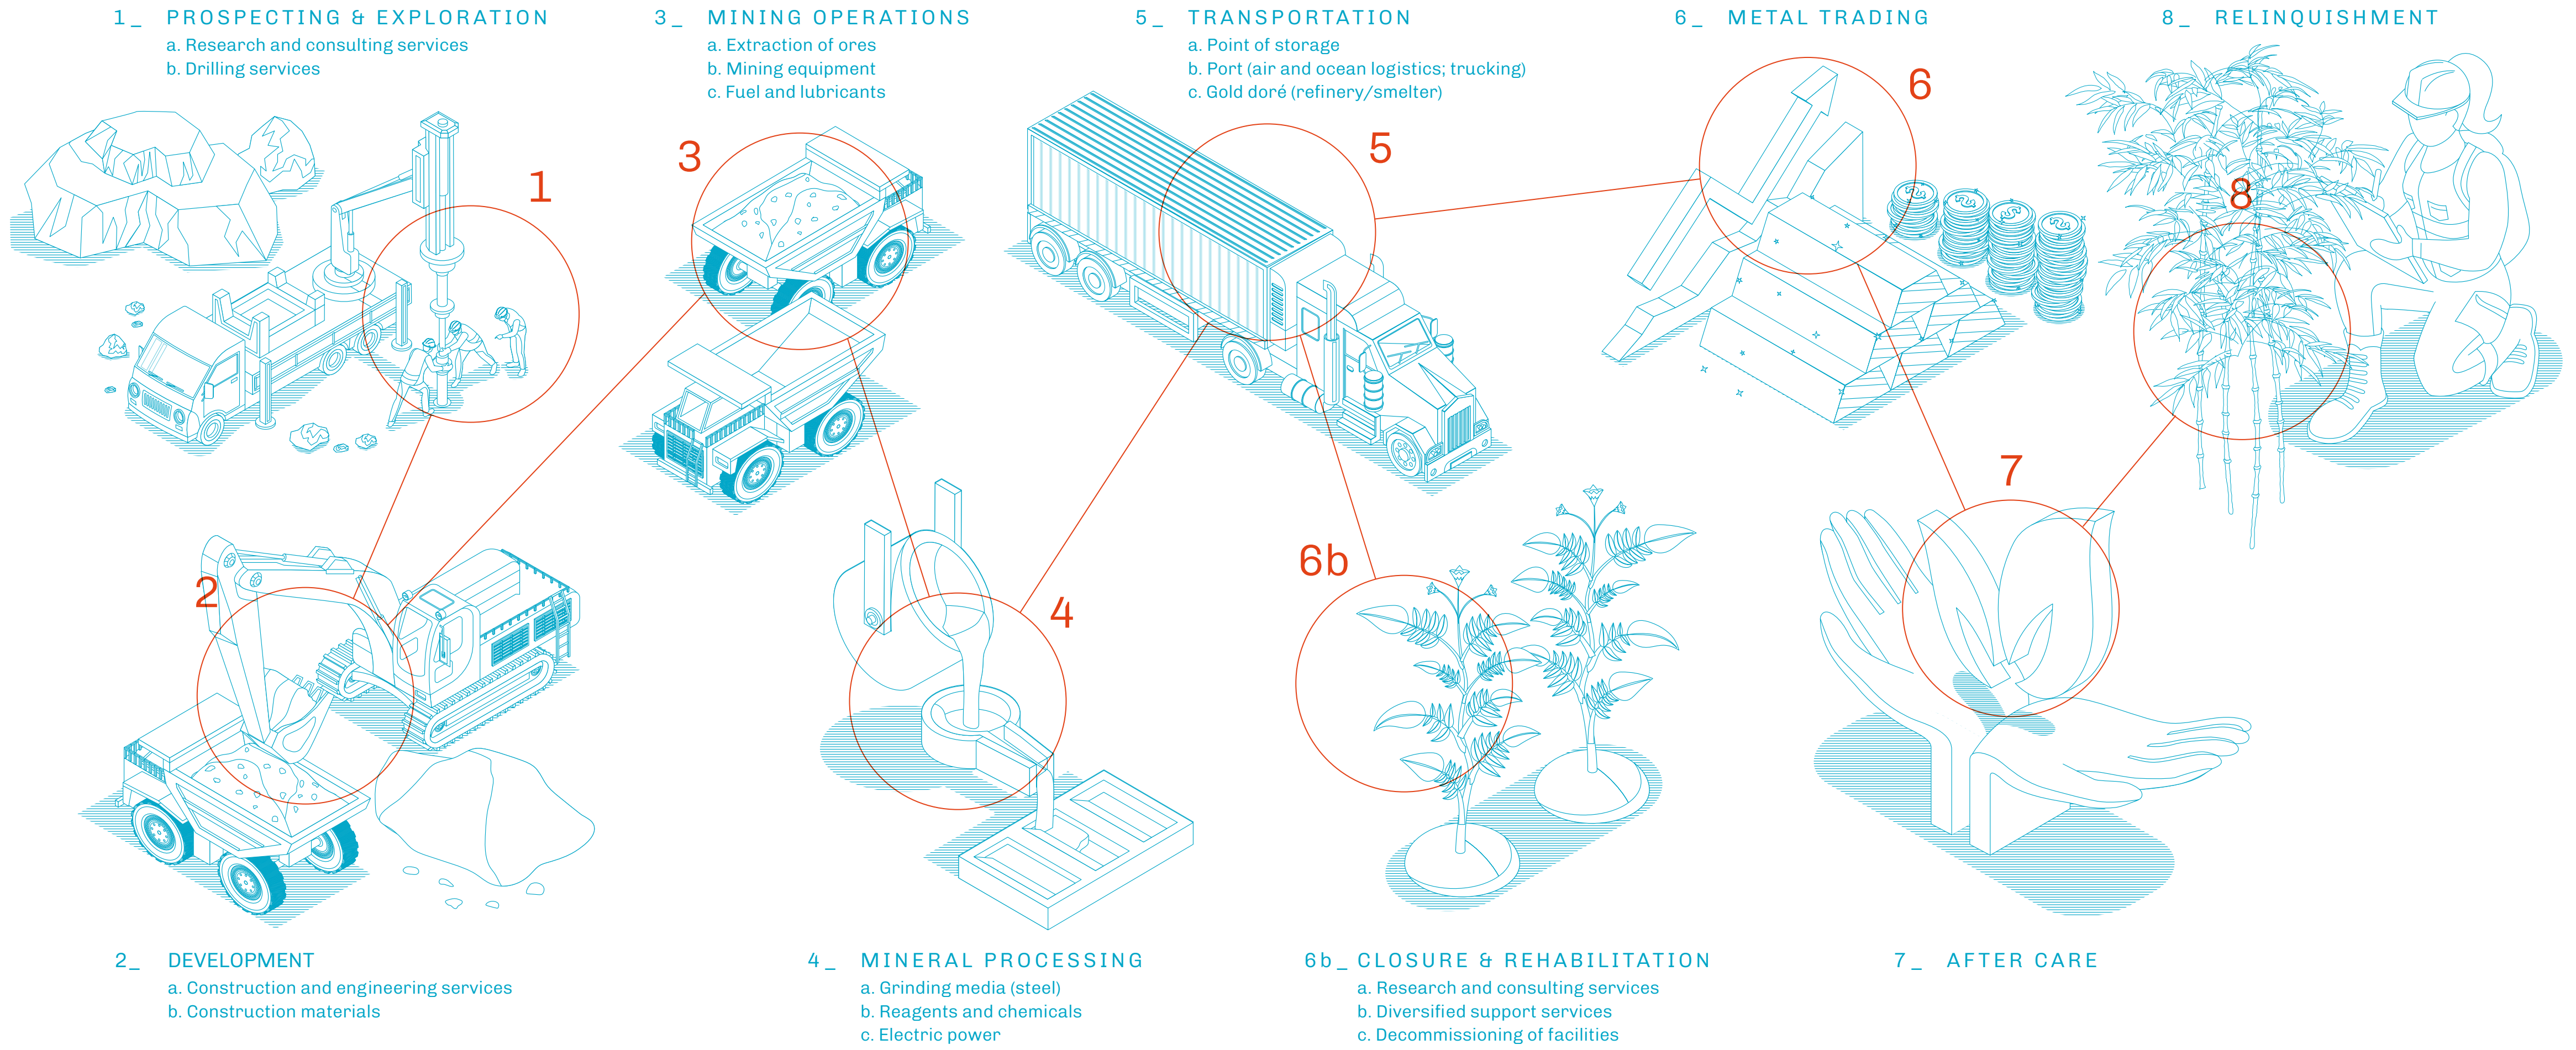 1_ PROSPECTING & EXPLORATION
a. Research and consulting services
b. Drilling services
3_ MINING OPERATIONS
a. Extraction of ores
b. Mining equipment
c. Fuel and lubricants
5_ TRANSPORTATION
a. Point of storage
b. Port (air and ocean logistics; trucking)
c. Gold doré (refinery/smelter)
6_ METAL TRADING
8_ RELINQUISHMENT
1
3
5
6
8
2
4
6b
7
2_ DEVELOPMENT
a. Construction and engineering services
b. Construction materials
4_ MINERAL PROCESSING
a. Grinding media (steel)
b. Reagents and chemicals
c. Electric power
6b_ CLOSURE & REHABILITATION
a. Research and consulting services
b. Diversified support services
c. Decommissioning of facilities
7_ AFTER CARE